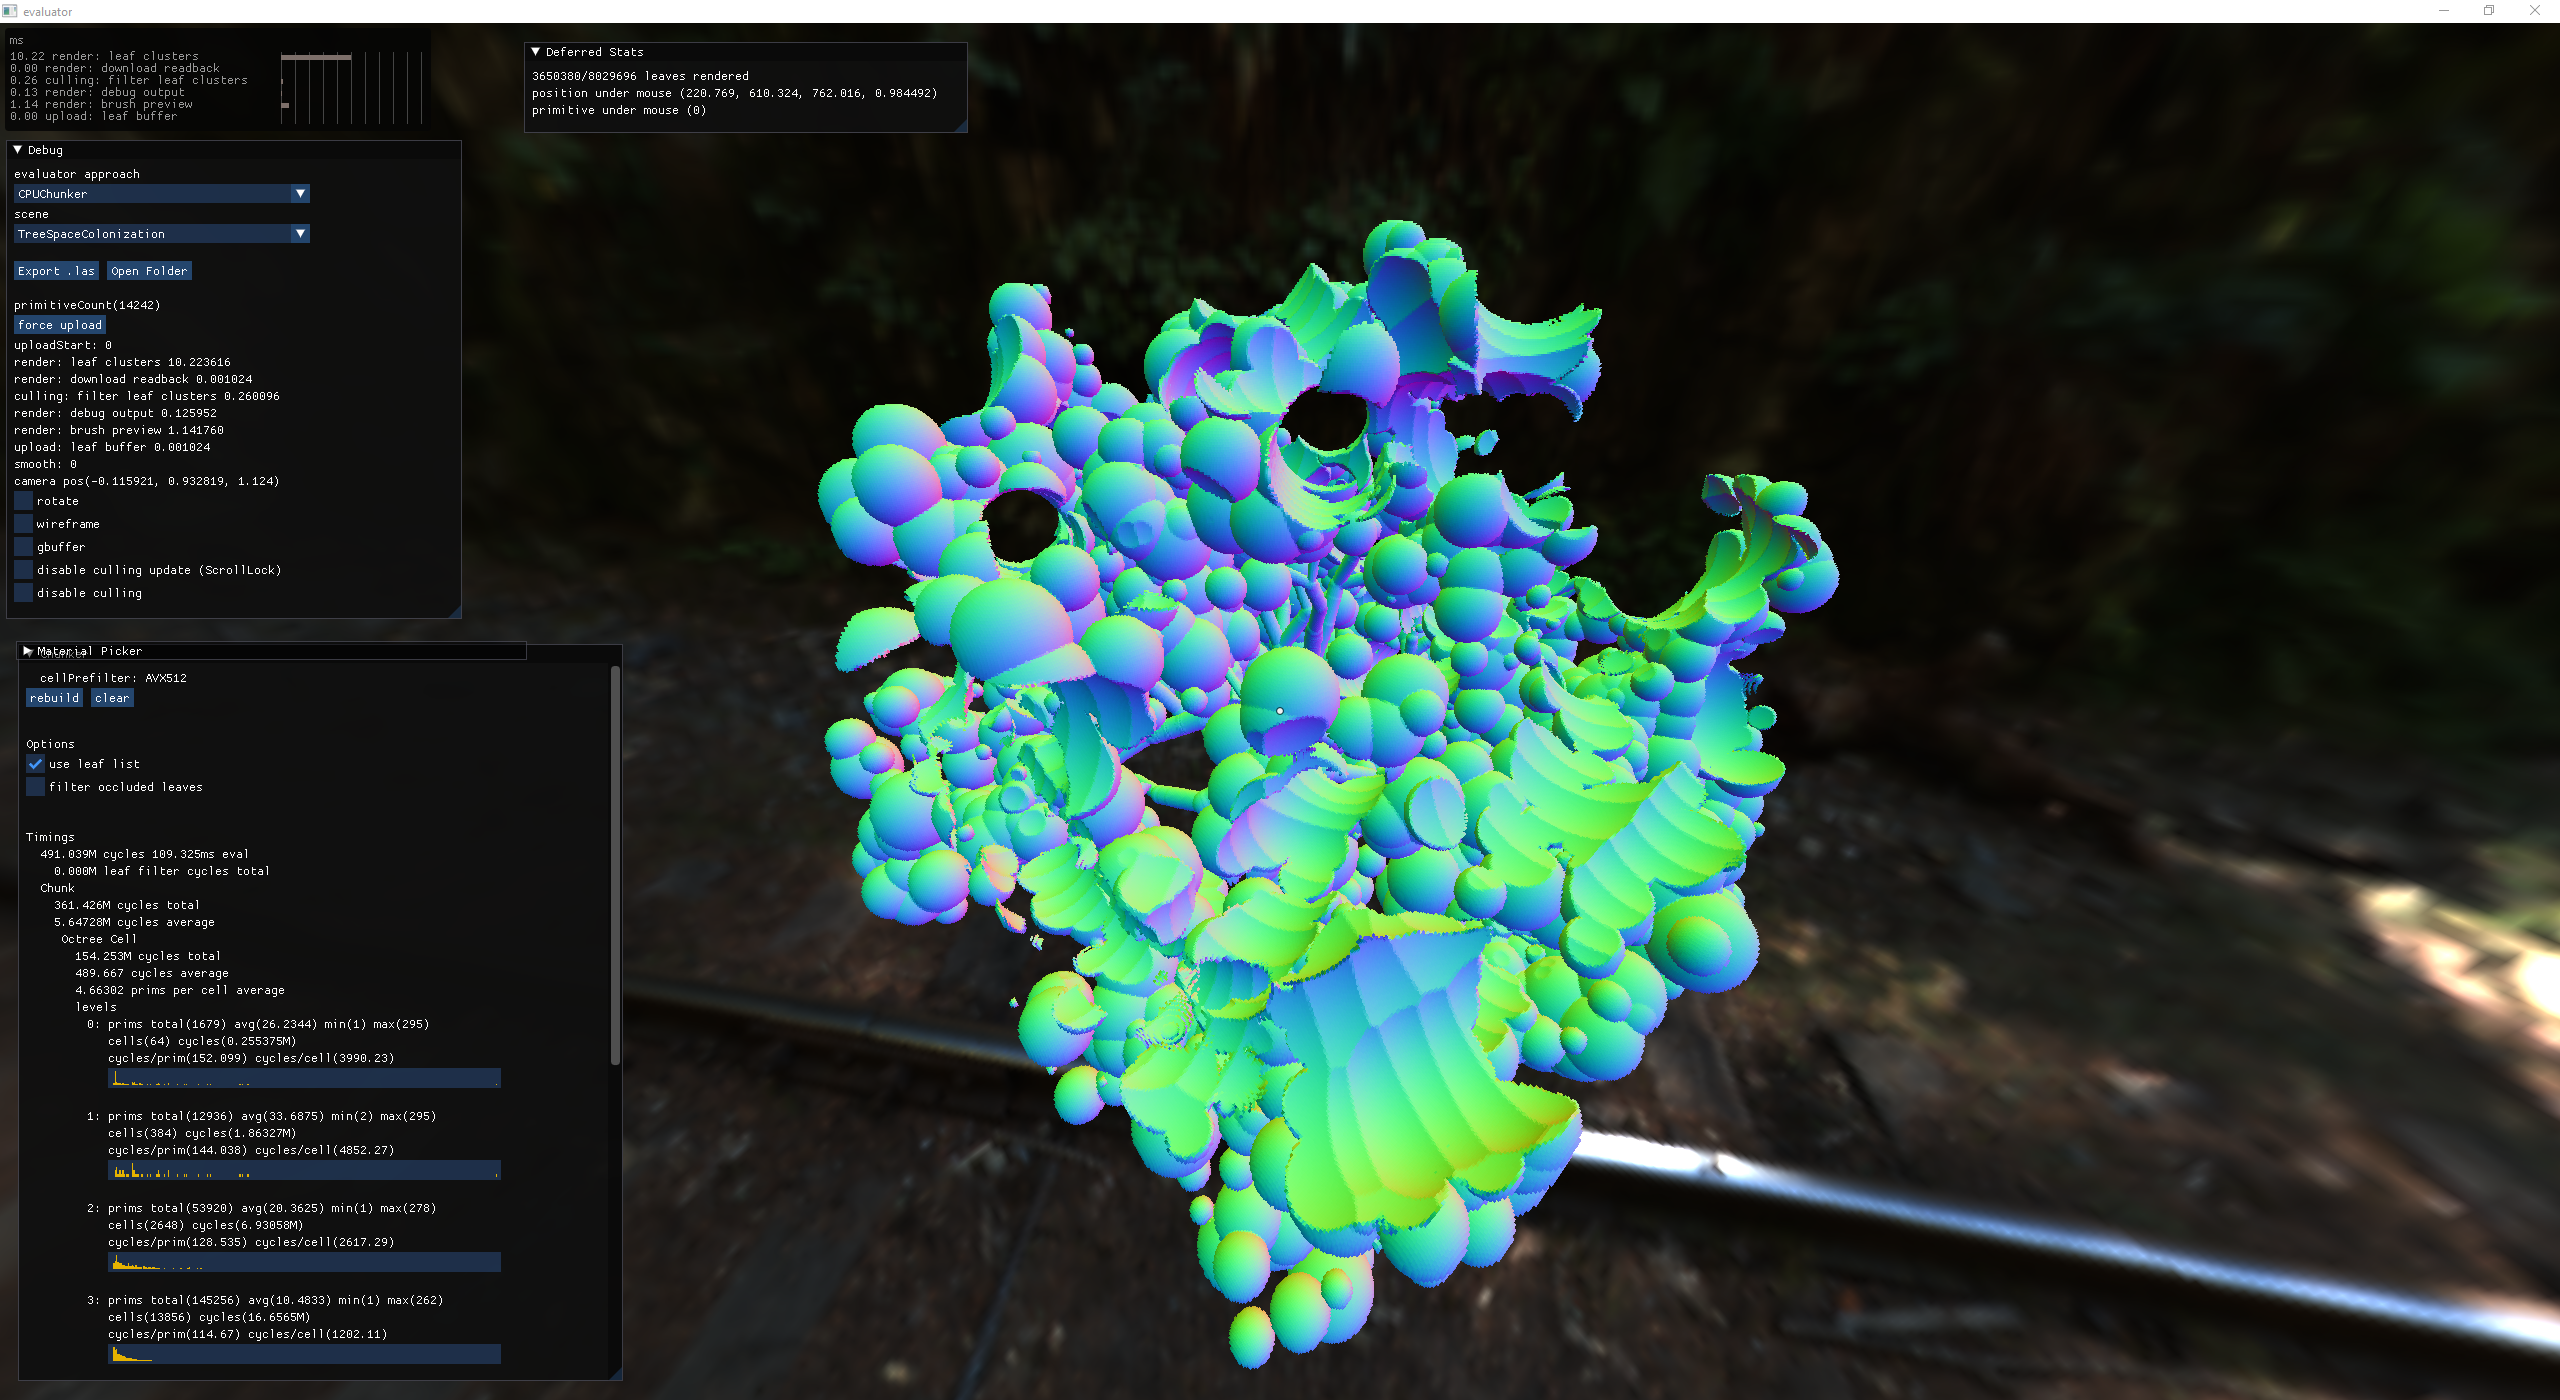 evaluator
ms
10.22 render: leaf clusters
0.00 render: download readback
0.26 culling: filter leaf clusters
0.13 render: debug output
1.14 render: brush preview
0.00 upload: leaf buffer
Deferred Stats
3650380/8029696 leaves rendered
position under mouse (220.769, 610.324, 762.016, 0.984492)
primitive under mouse (0)
Debug
evaluator approach
CPUChunker
scene
TreeSpaceColonization
Export .las Open Folder
primitiveCount(14242)
force upload
uploadStart: 0
render: leaf clusters 10.223616
render: download readback 0.001024
culling: filter leaf clusters 0.260096
render: debug output 0.125952
render: brush preview 1.141760
upload: leaf buffer 0.001024
smooth: 0
camera pos(-0.115921, 0.932819, 1.124)
rotate
wireframe
gbuffer
disable culling update (ScrollLock)
disable culling
Material Picker
cellPrefilter: AVX512
rebuild clear
Options
use leaf list
filter occluded leaves
Timings
491.039M cycles 109.325ms eval
0.000M leaf filter cycles total
Chunk
361.426M cycles total
5.64728M cycles average
Octree Cell
154.253M cycles total
489.667 cycles average
4.66302 prims per cell average
levels
0: prims total(1679) avg(26.2344) min(1) max(295)
cells(64) cycles(0.255375M)
cycles/prim(152.099) cycles/cell(3990.23)
1: prims total(12936) avg(33.6875) min(2) max(295)
cells(384) cycles(1.86327M)
cycles/prim(144.038) cycles/cell(4852.27)
2: prims total(53920) avg(20.3625) min(1) max(278)
cells(2648) cycles(6.93058M)
cycles/prim(128.535) cycles/cell(2617.29)
3: prims total(145256) avg(10.4833) min(1) max(262)
cells(13856) cycles(16.6565M)
cycles/prim(114.67) cycles/cell(1202.11)